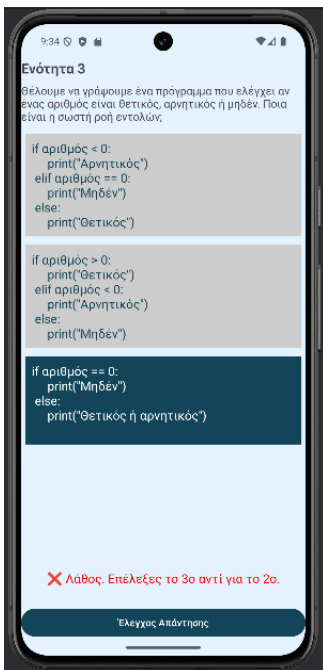 9:34
Ενότητα 3
Θέλουμε να γράψουμε ένα πρόγραμμα που ελέγχει αν
ένας αριθμός είναι θετικός, αρνητικός ή μηδέν. Ποια
είναι η σωστή ροή εντολών;
if αριθμός < 0:
print("Αρνητικός")
elif αριθμός == 0:
print("Μηδέν")
else:
print("Θετικός")
if αριθμός > 0:
print("Θετικός")
elif αριθμός < 0:
print("Αρνητικός")
else:
print("Μηδέν")
if αριθμός == 0:
print("Μηδέν")
else:
print("Θετικός ή αρνητικός")
❌ Λάθος. Επέλεξες το 3ο αντί για το 2ο.
Έλεγχος Απάντησης